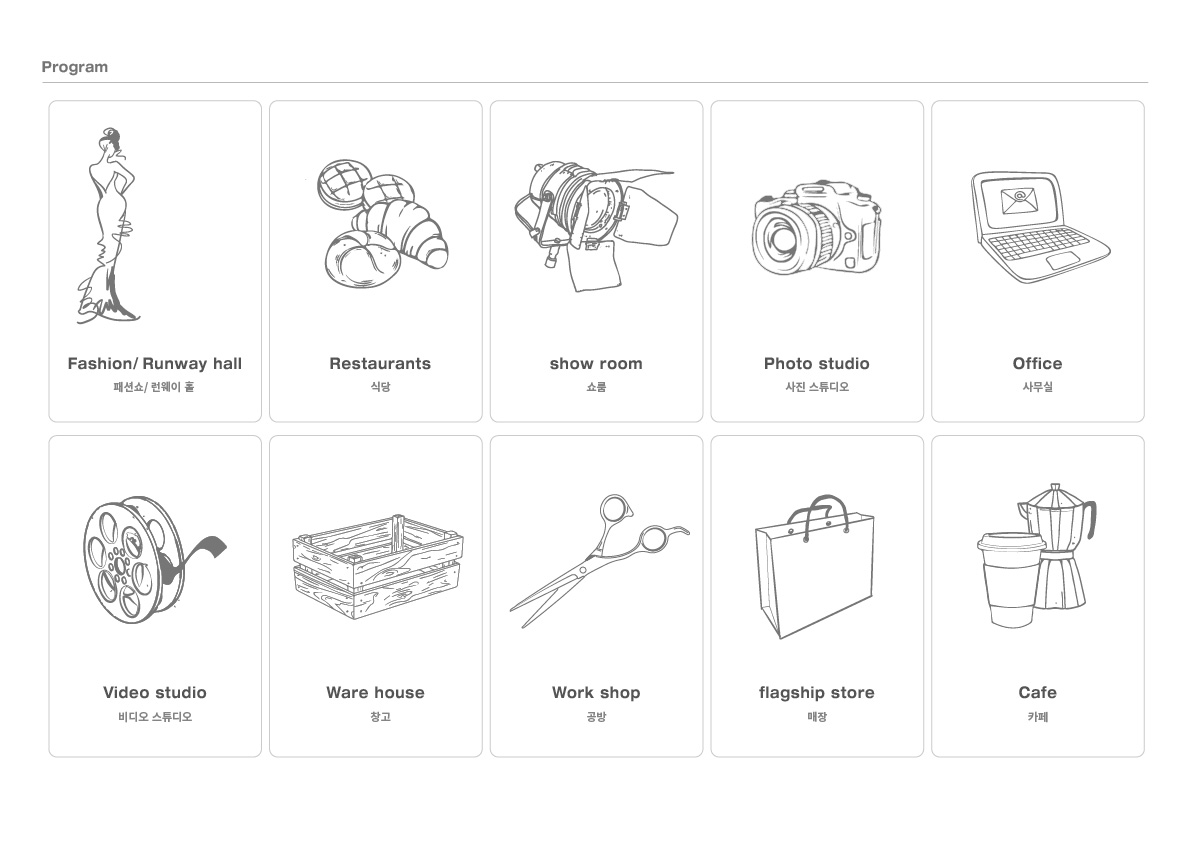 Program
Fashion/ Runway hall
패션쇼/ 런웨이 홀
Restaurants
식당
show room
쇼룸
Photo studio
사진 스튜디오
Office
사무실
Video studio
비디오 스튜디오
Ware house
창고
Work shop
공방
flagship store
매장
Cafe
카페